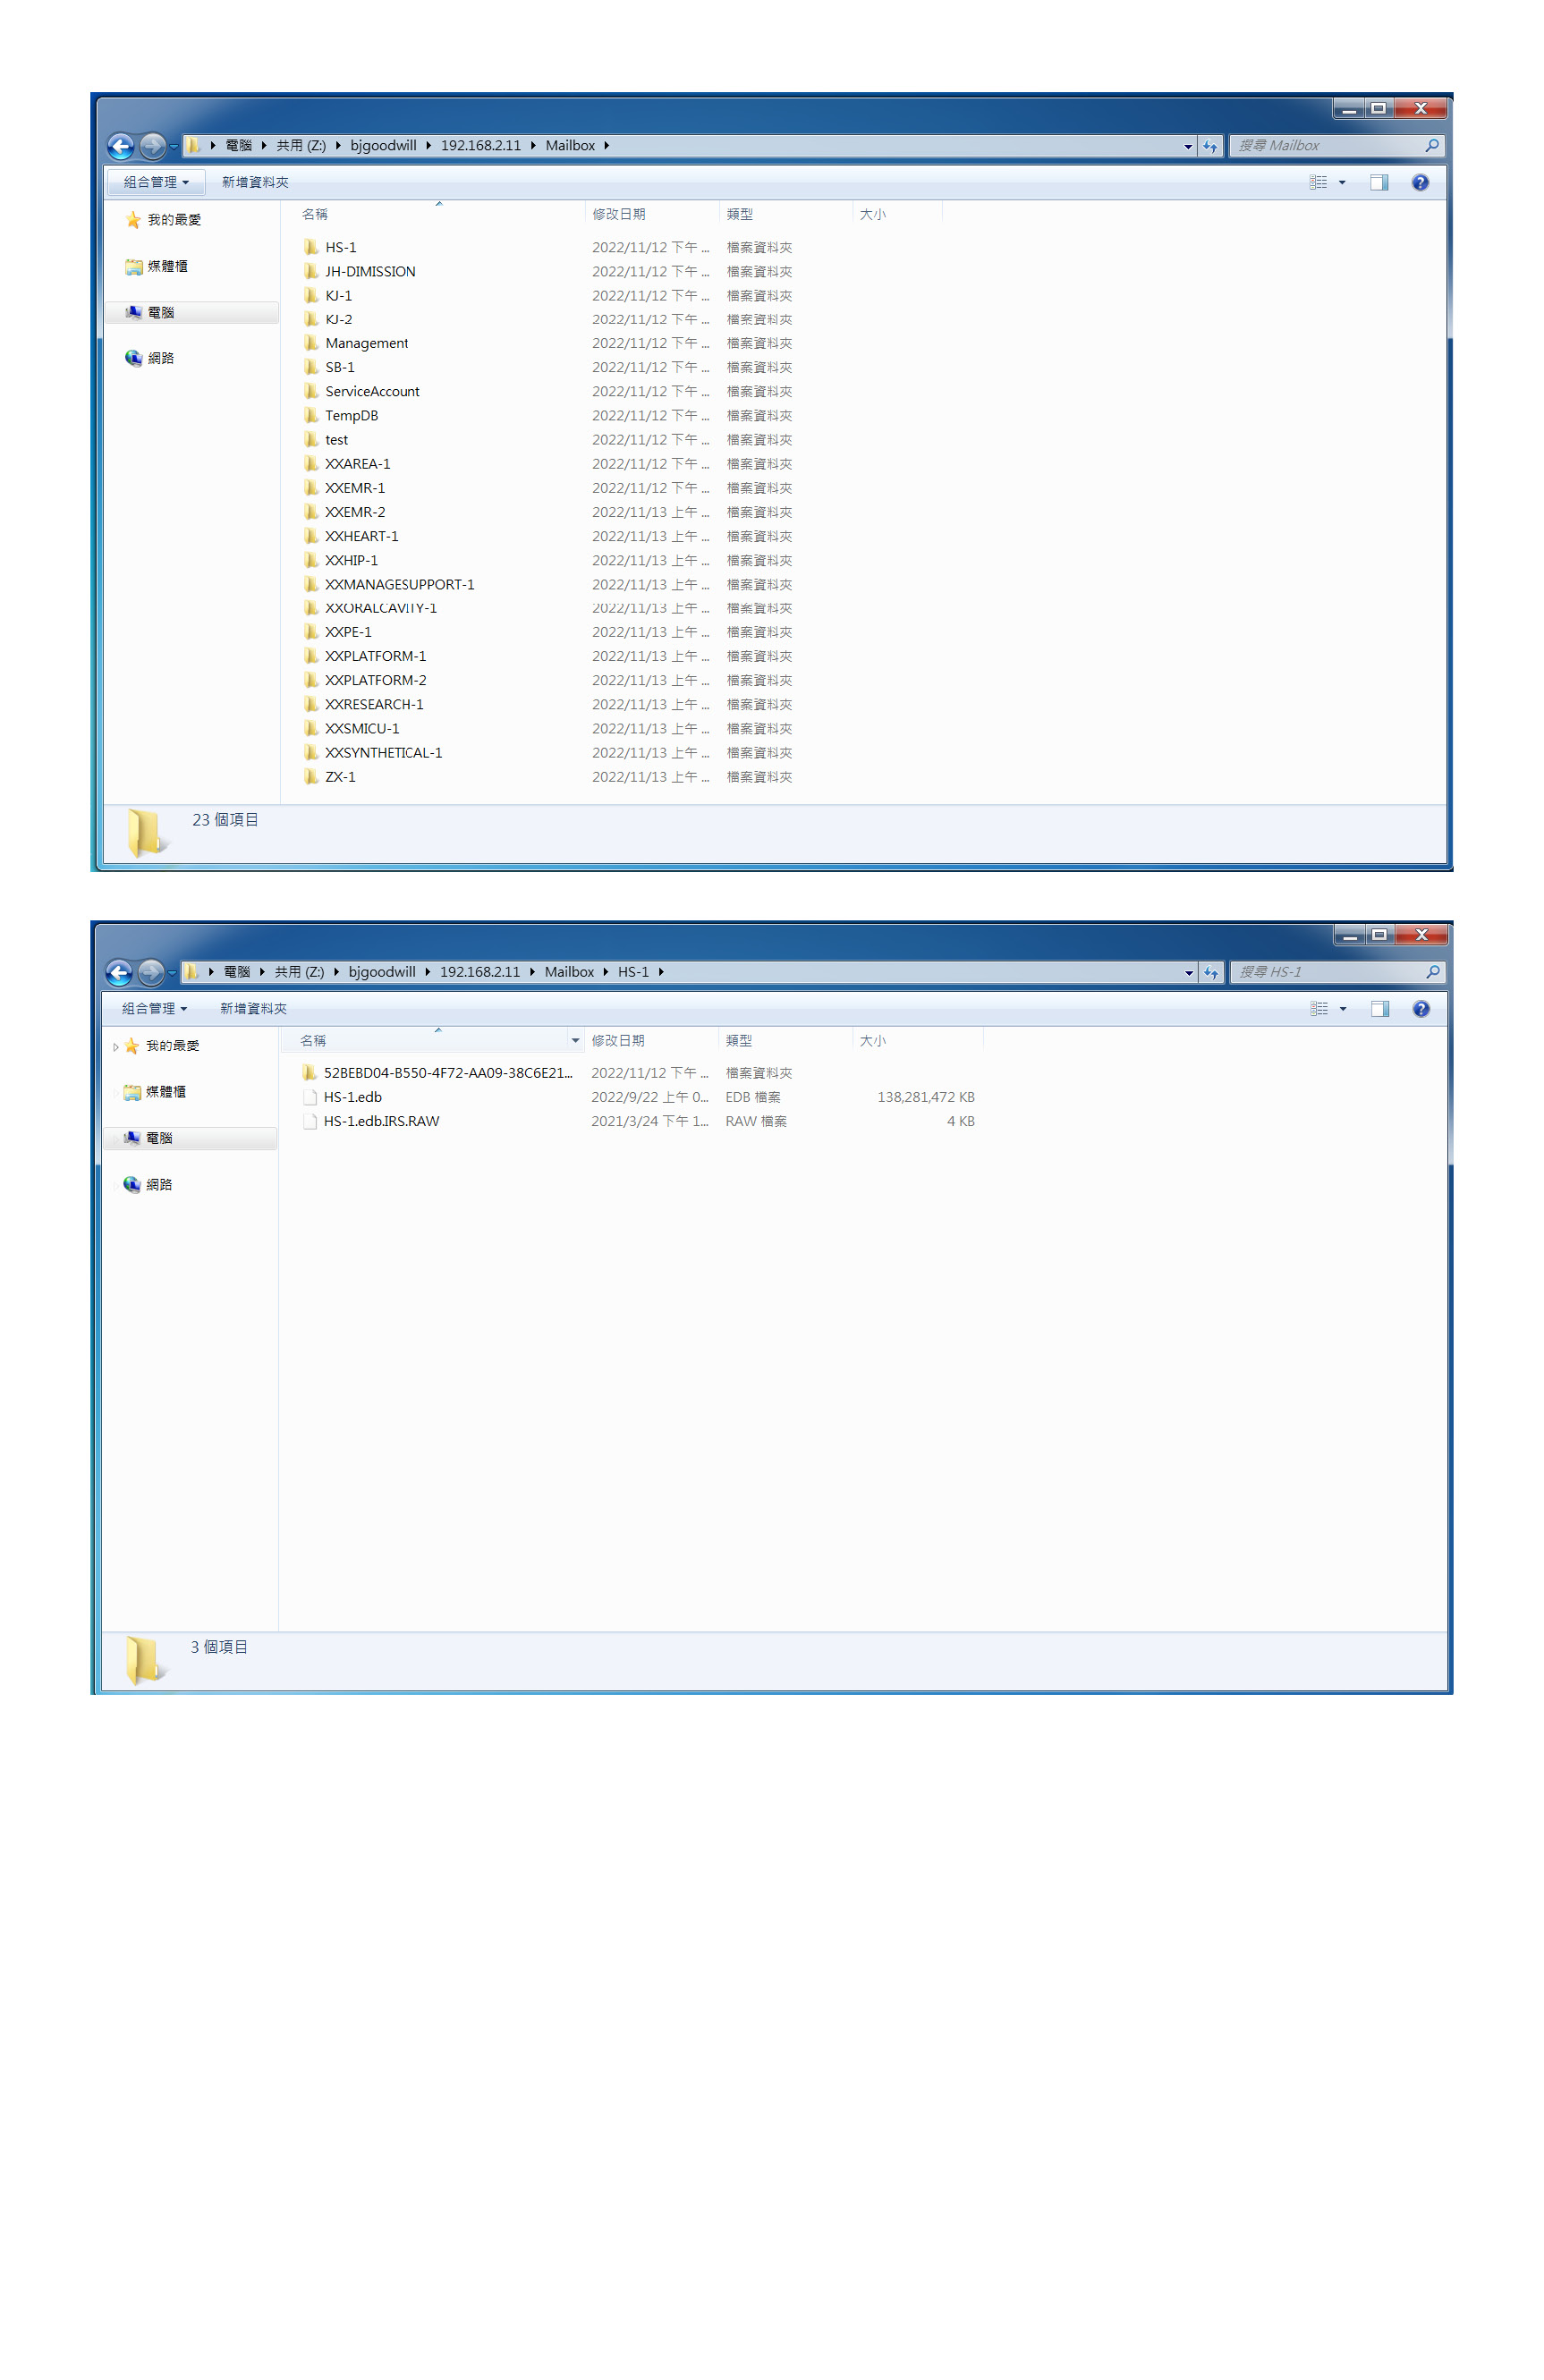 電腦 共用 (Z:) bjgoodwill 192.168.2.11 Mailbox 搜尋 Mailbox
組合管理 新增資料夾
我的最愛
媒體櫃
電腦
網路
名稱 修改日期 類型 大小
HS-1 2022/11/12 下午 ... 檔案資料夾
JH-DIMISSION 2022/11/12 下午 ... 檔案資料夾
KJ-1 2022/11/12 下午 ... 檔案資料夾
KJ-2 2022/11/12 下午 ... 檔案資料夾
Management 2022/11/12 下午 ... 檔案資料夾
SB-1 2022/11/12 下午 ... 檔案資料夾
ServiceAccount 2022/11/12 下午 ... 檔案資料夾
TempDB 2022/11/12 下午 ... 檔案資料夾
test 2022/11/12 下午 ... 檔案資料夾
XXAREA-1 2022/11/12 下午 ... 檔案資料夾
XXEMR-1 2022/11/12 下午 ... 檔案資料夾
XXEMR-2 2022/11/13 上午 ... 檔案資料夾
XXHEART-1 2022/11/13 上午 ... 檔案資料夾
XXHIP-1 2022/11/13 上午 ... 檔案資料夾
XXMANAGESUPPORT-1 2022/11/13 上午 ... 檔案資料夾
XXORALCAVITY-1 2022/11/13 上午 ... 檔案資料夾
XXPE-1 2022/11/13 上午 ... 檔案資料夾
XXPLATFORM-1 2022/11/13 上午 ... 檔案資料夾
XXPLATFORM-2 2022/11/13 上午 ... 檔案資料夾
XXRESEARCH-1 2022/11/13 上午 ... 檔案資料夾
XXSMICU-1 2022/11/13 上午 ... 檔案資料夾
XXSYNTHETICAL-1 2022/11/13 上午 ... 檔案資料夾
ZX-1 2022/11/13 上午 ... 檔案資料夾
23 個項目
電腦 共用 (Z:) bjgoodwill 192.168.2.11 Mailbox HS-1 搜尋 HS-1
組合管理 新增資料夾
我的最愛
媒體櫃
電腦
網路
名稱 修改日期 類型 大小
52BEBD04-B550-4F72-AA09-38C6E21... 2022/11/12 下午 ... 檔案資料夾
HS-1.edb 2022/9/22 上午 0... EDB 檔案 138,281,472 KB
HS-1.edb.IRS.RAW 2021/3/24 下午 1... RAW 檔案 4 KB
3 個項目